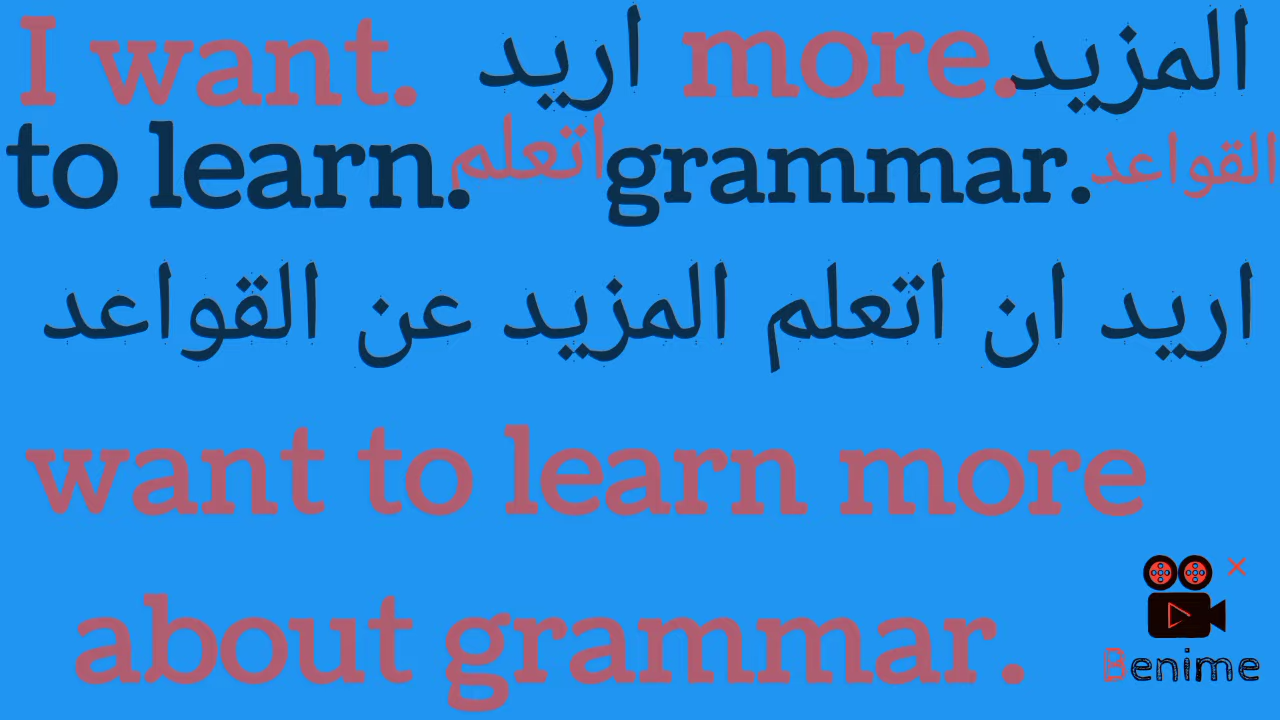 I want. اريد more. المزيد
to learn. اتعلم grammar. القواعد
اريد ان اتعلم المزيد عن القواعد
want to learn more
about grammar.
Benime